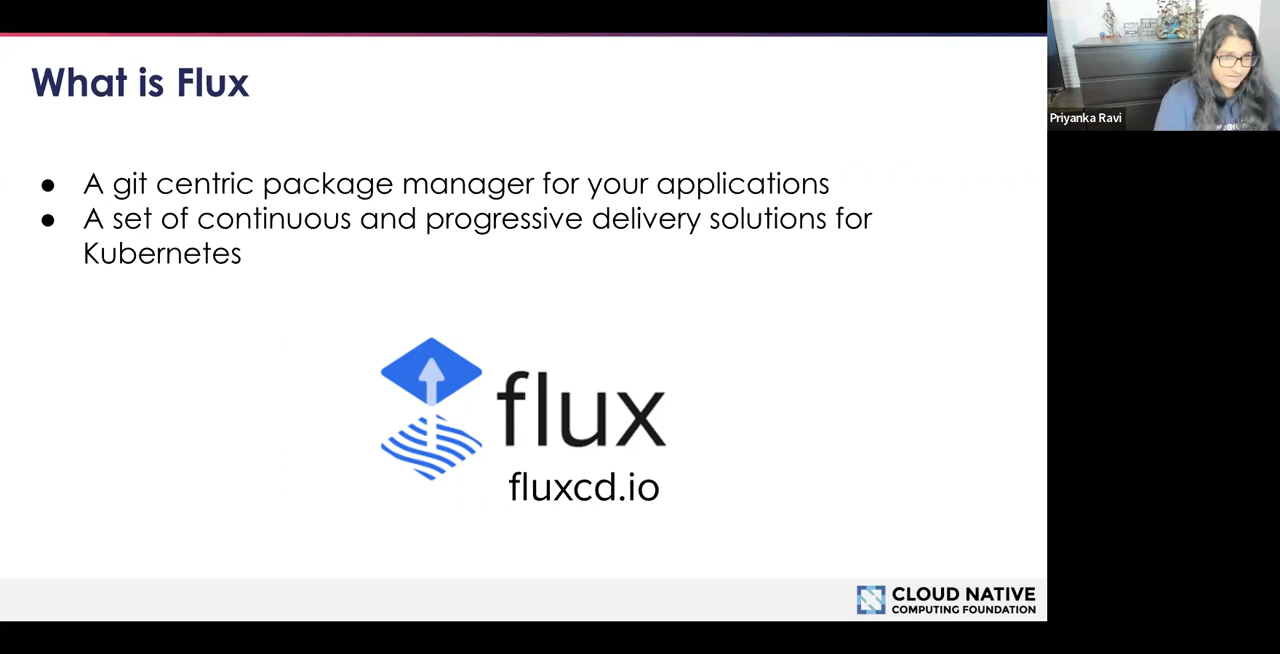 What is Flux
● A git centric package manager for your applications
● A set of continuous and progressive delivery solutions for
Kubernetes
flux
fluxcd.io
CLOUD NATIVE
COMPUTING FOUNDATION
Priyanka Ravi